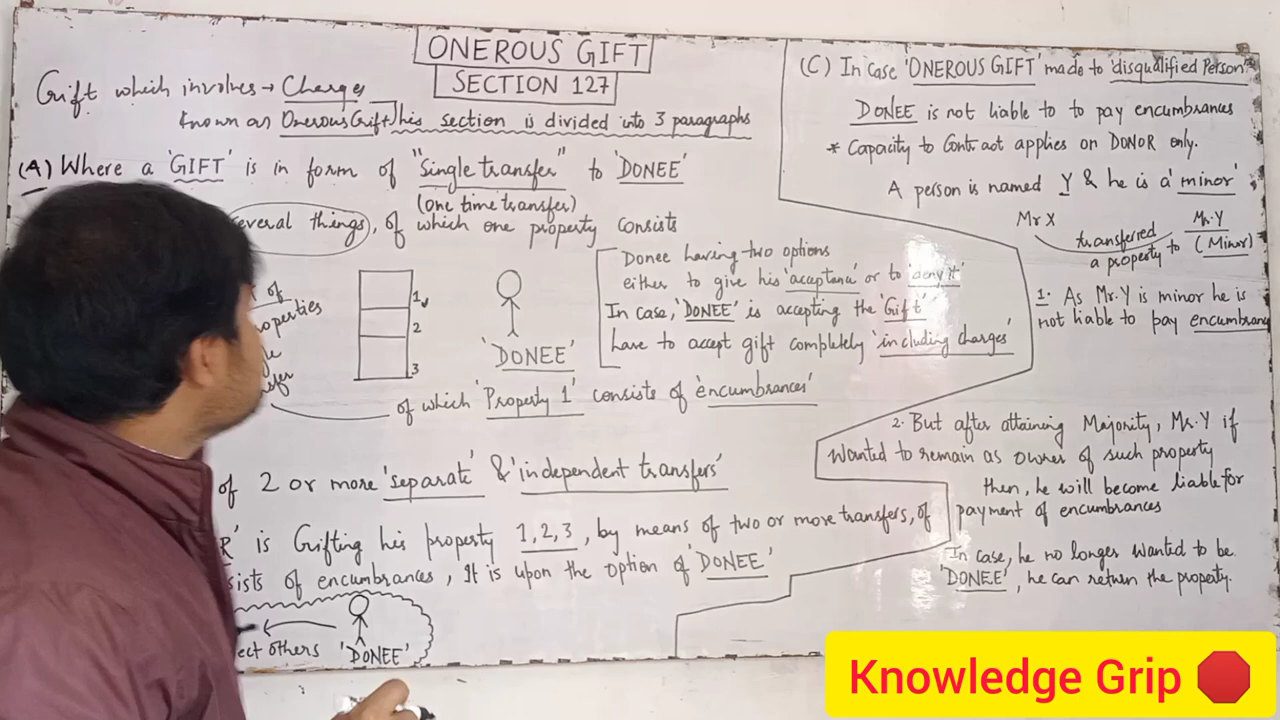 ONEROUS GIFT
SECTION 127
Gift which involves → Charges
Known as Onerous Gift This section is divided into 3 paragraphs
(A) Where a 'GIFT' is in form of "Single transfer" to 'DONEE'
(one time transfer)
several things, of which one property consists
of
properties
1
2
3
'DONEE'
Donee having two options
either to give his 'acceptance' or to 'deny it'
In case, 'DONEE' is accepting the 'Gift'
have to accept gift completely 'including charges'
of which 'Property 1' consists of 'encumbrances'
of 2 or more 'separate' & 'independent transfers'
R' is Gifting his property 1,2,3, by means of two or more transfers, of
sists of encumbrances, It is upon the option of 'DONEE'
ect others 'DONEE'
(C) In case 'ONEROUS GIFT' made to 'disqualified Person'
DONEE is not liable to to pay encumbrances
* Capacity to Contract applies on DONOR only.
A person is named Y & he is a 'minor'
Mr X
Mr. Y
(Minor)
transferred
a property to
1. As Mr. Y is minor he is
not liable to pay encumbran
2. But after attaining Majority, Mr. Y if
Wanted to remain as owner of such property
then, he will become liable for
payment of encumbrances
In case, he no longer wanted to be
'DONEE', he can return the property.
Knowledge Grip